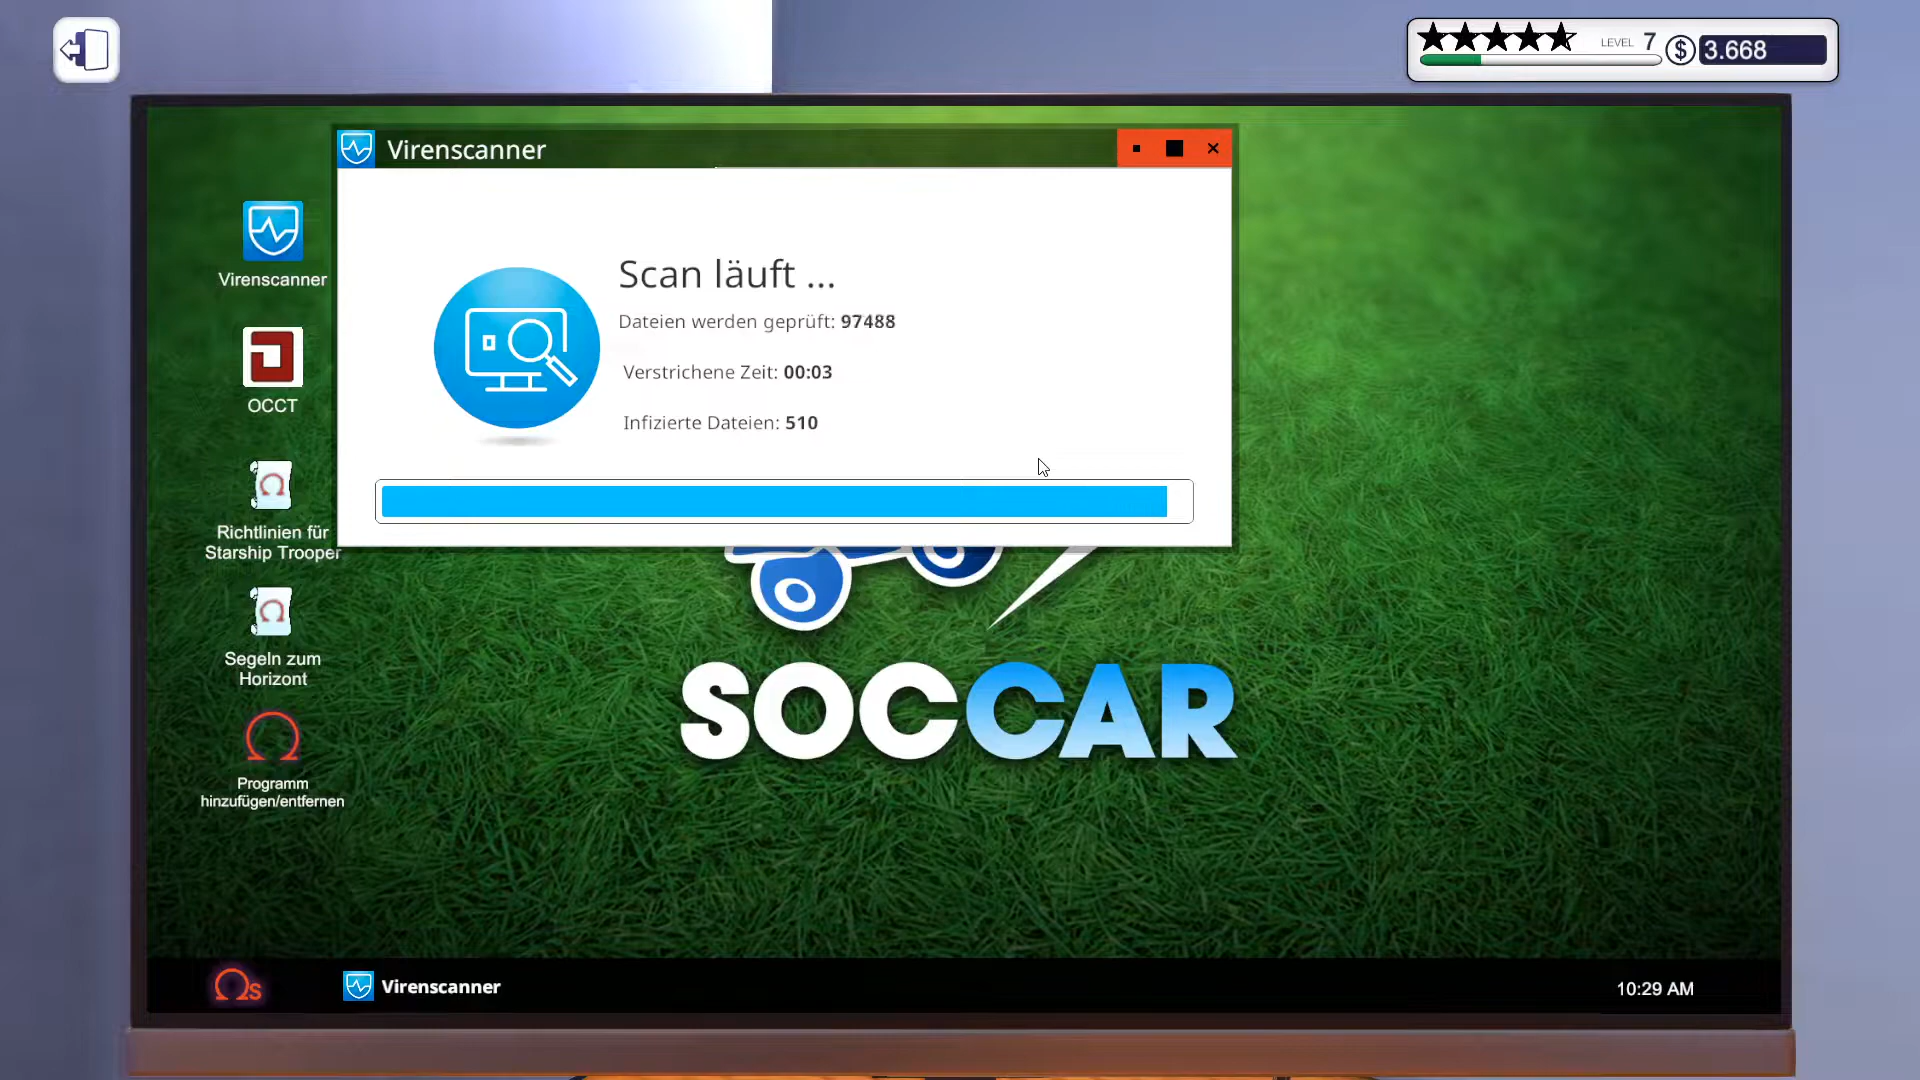 LEVEL 7 $ 3.668
Virenscanner
Scan läuft ...
Dateien werden geprüft: 97488
Verstrichene Zeit: 00:03
Infizierte Dateien: 510
Virenscanner
OCCT
Richtlinien für
Starship Trooper
Segeln zum
Horizont
Programm
hinzufügen/entfernen
SOCCAR
Ωs
Virenscanner
10:29 AM